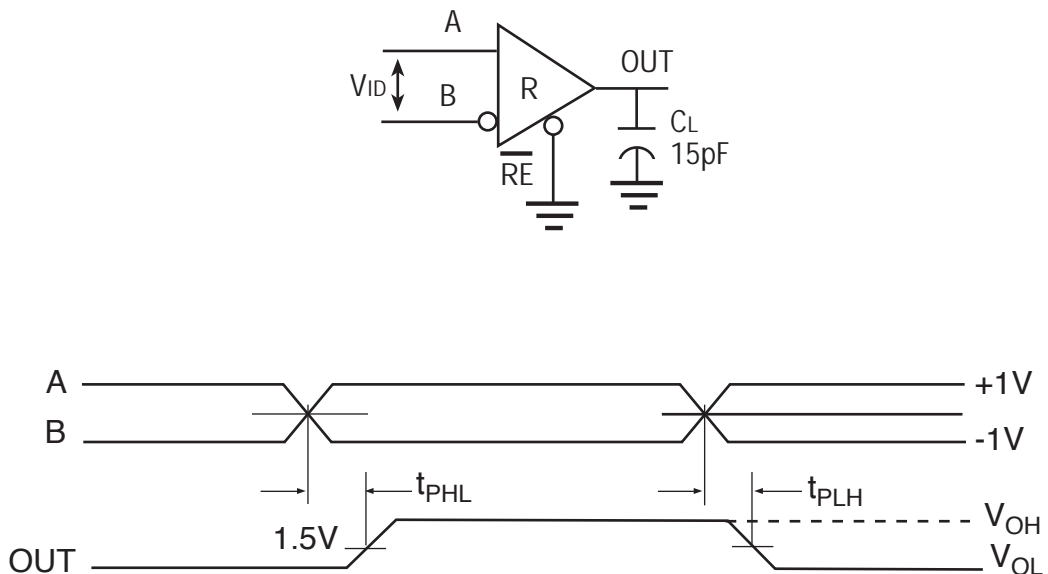 A
VID
B
R
OUT
CL
15pF
RE
A
+1V
B
-1V
tPHL
tPLH
1.5V
VOH
OUT
VOL